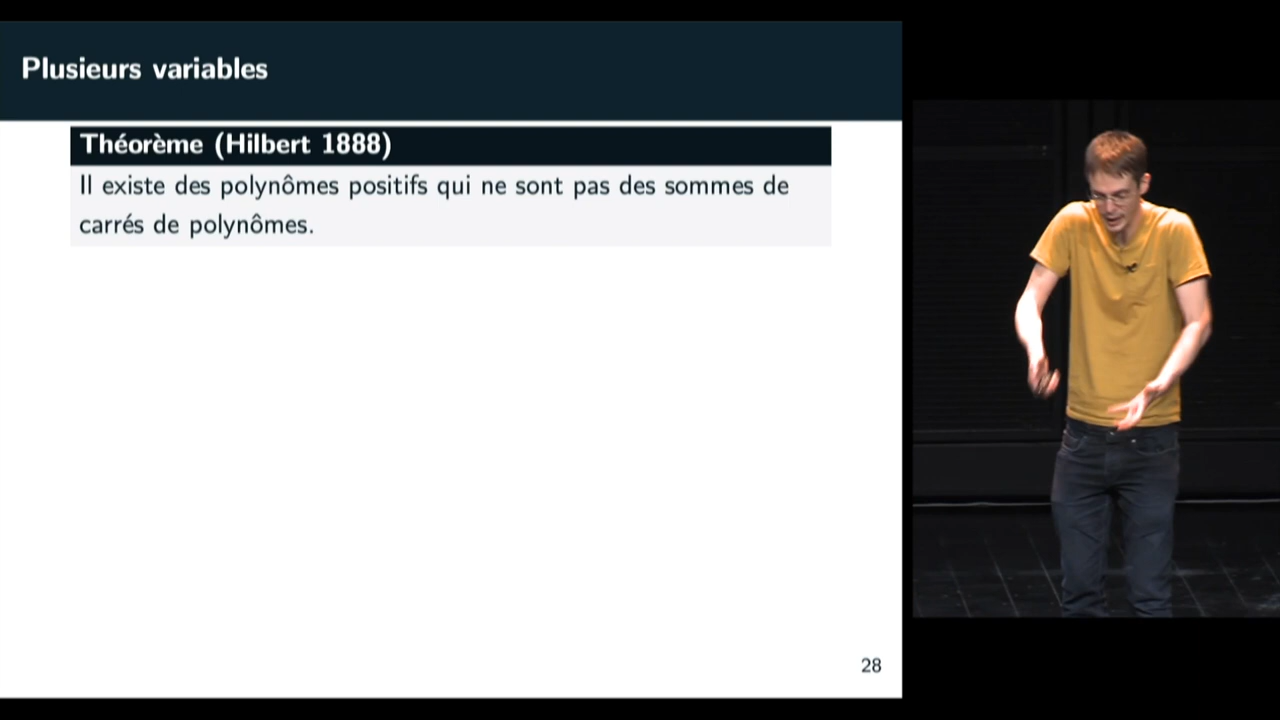 Plusieurs variables
Théorème (Hilbert 1888)
Il existe des polynômes positifs qui ne sont pas des sommes de
carrés de polynômes.
28